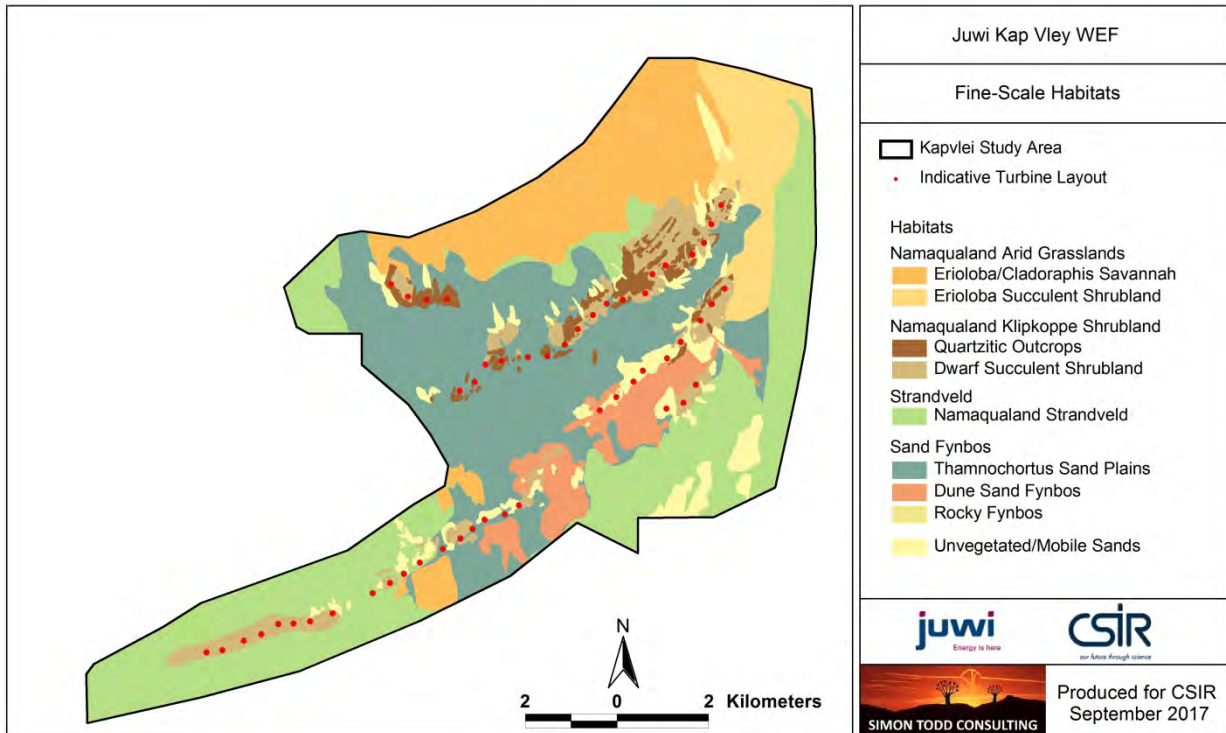 Juwi Kap Vley WEF
Fine-Scale Habitats
Kapvlei Study Area
Indicative Turbine Layout
Habitats
Namaqualand Arid Grasslands
Erioloba/Cladoraphis Savannah
Erioloba Succulent Shrubland
Namaqualand Klipkoppe Shrubland
Quartzitic Outcrops
Dwarf Succulent Shrubland
Strandveld
Namaqualand Strandveld
Sand Fynbos
Thamnochortus Sand Plains
Dune Sand Fynbos
Rocky Fynbos
Unvegetated/Mobile Sands
N
2 0 2 Kilometers
juwi
Energy is here
CSIR
our future through science
SIMON TODD CONSULTING
Produced for CSIR
September 2017